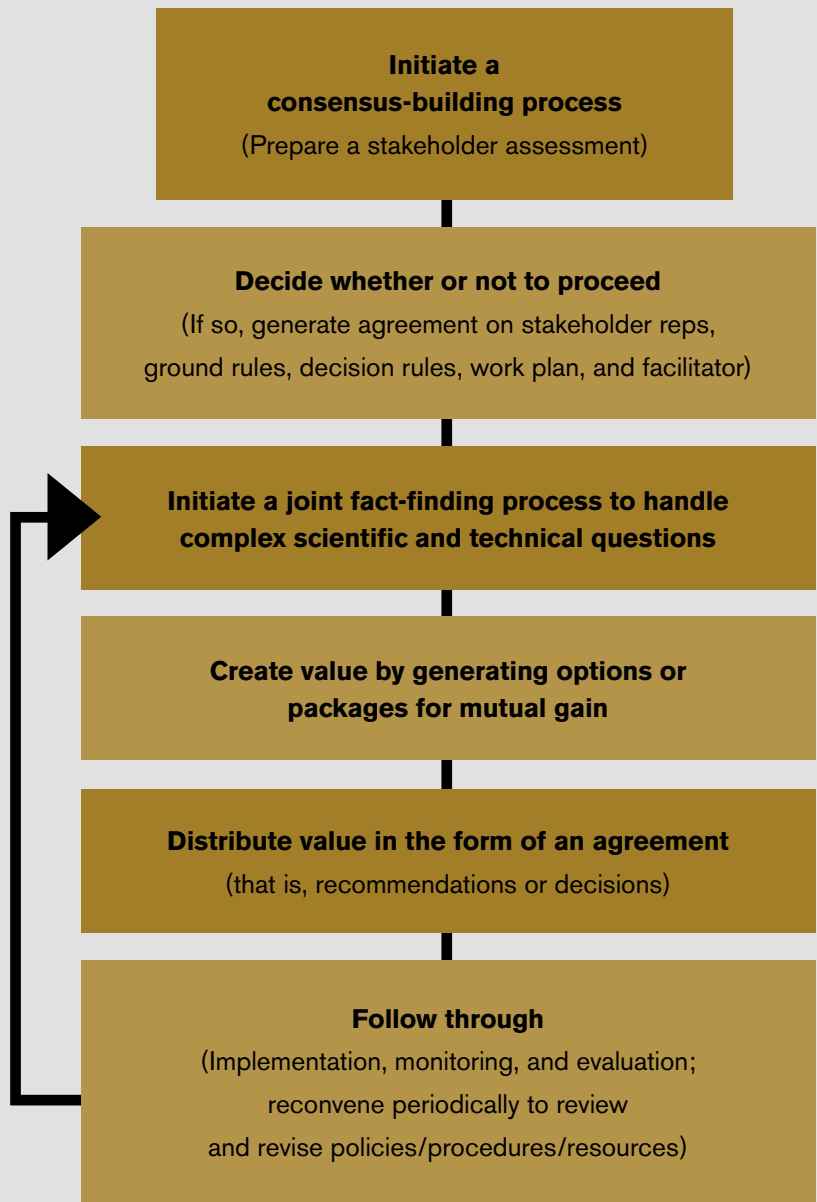 Initiate a
consensus-building process
(Prepare a stakeholder assessment)
Decide whether or not to proceed
(If so, generate agreement on stakeholder reps,
ground rules, decision rules, work plan, and facilitator)
Initiate a joint fact-finding process to handle
complex scientific and technical questions
Create value by generating options or
packages for mutual gain
Distribute value in the form of an agreement
(that is, recommendations or decisions)
Follow through
(Implementation, monitoring, and evaluation;
reconvene periodically to review
and revise policies/procedures/resources)